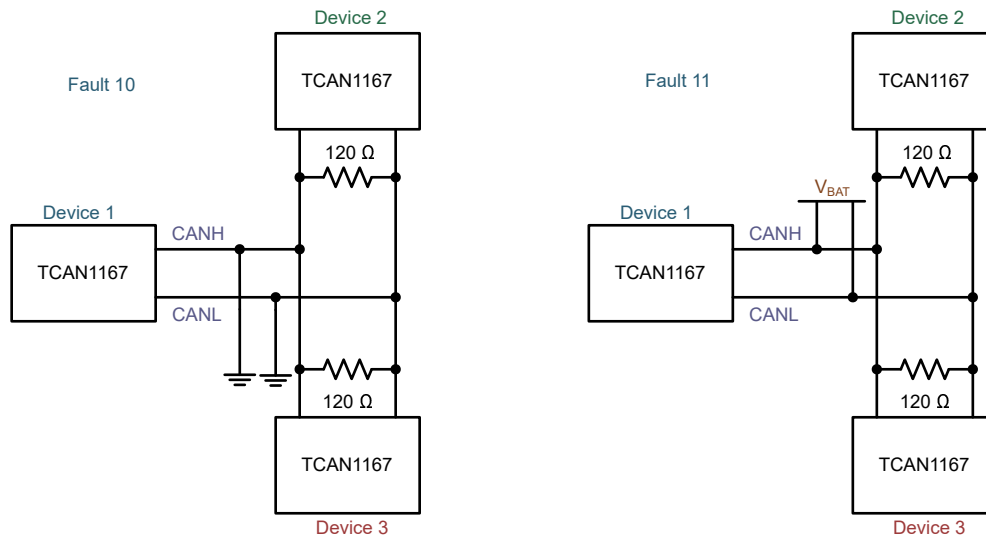 Device 2
TCAN1167
Fault 10
120 Ω
Device 1
CANH
TCAN1167
CANL
120 Ω
TCAN1167
Device 3
Device 2
TCAN1167
Fault 11
120 Ω
VBAT
Device 1
CANH
TCAN1167
CANL
120 Ω
TCAN1167
Device 3